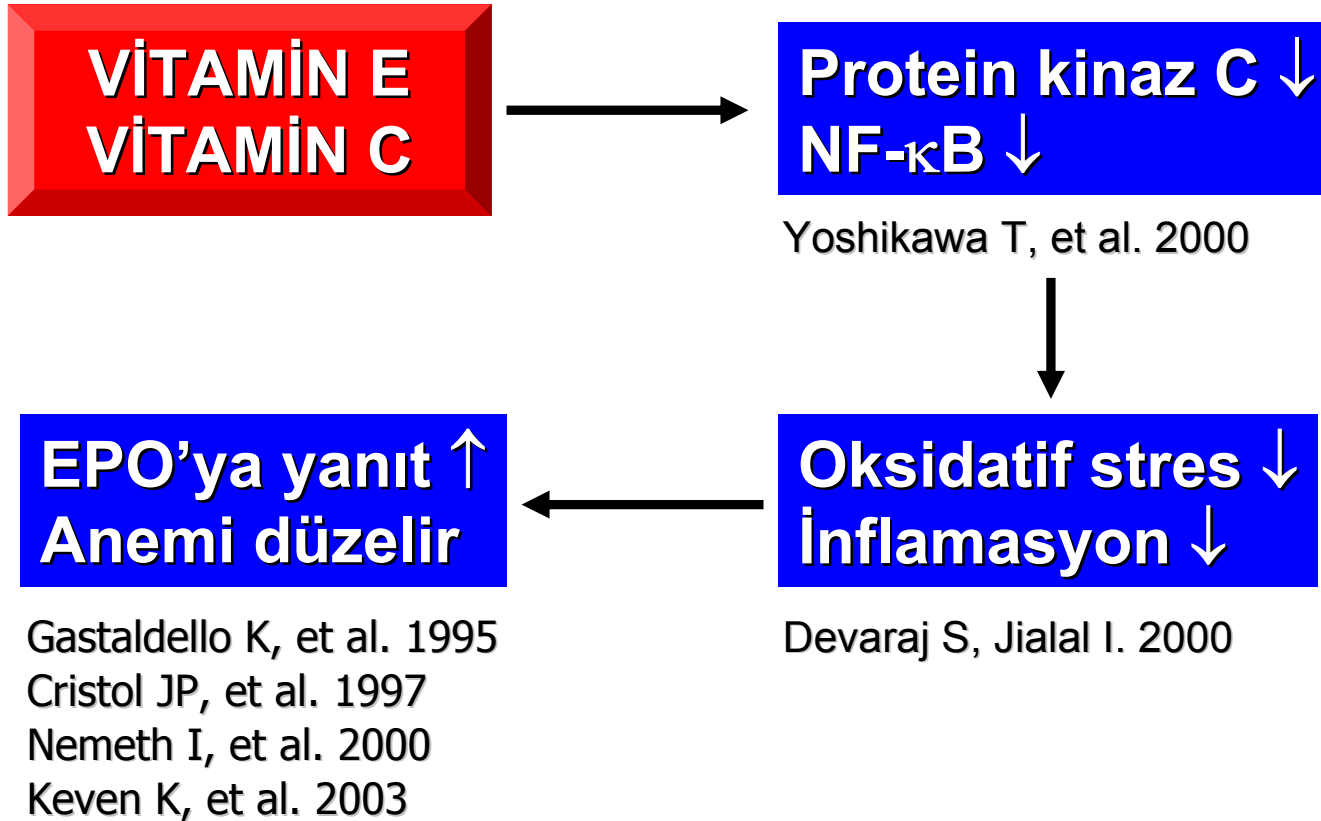 VİTAMİN E
VİTAMİN C
Protein kinaz C ↓
NF-κB ↓
Yoshikawa T, et al. 2000
Oksidatif stres ↓
İnflamasyon ↓
Devaraj S, Jialal I. 2000
EPO’ya yanıt ↑
Anemi düzelir
Gastaldello K, et al. 1995
Cristol JP, et al. 1997
Nemeth I, et al. 2000
Keven K, et al. 2003